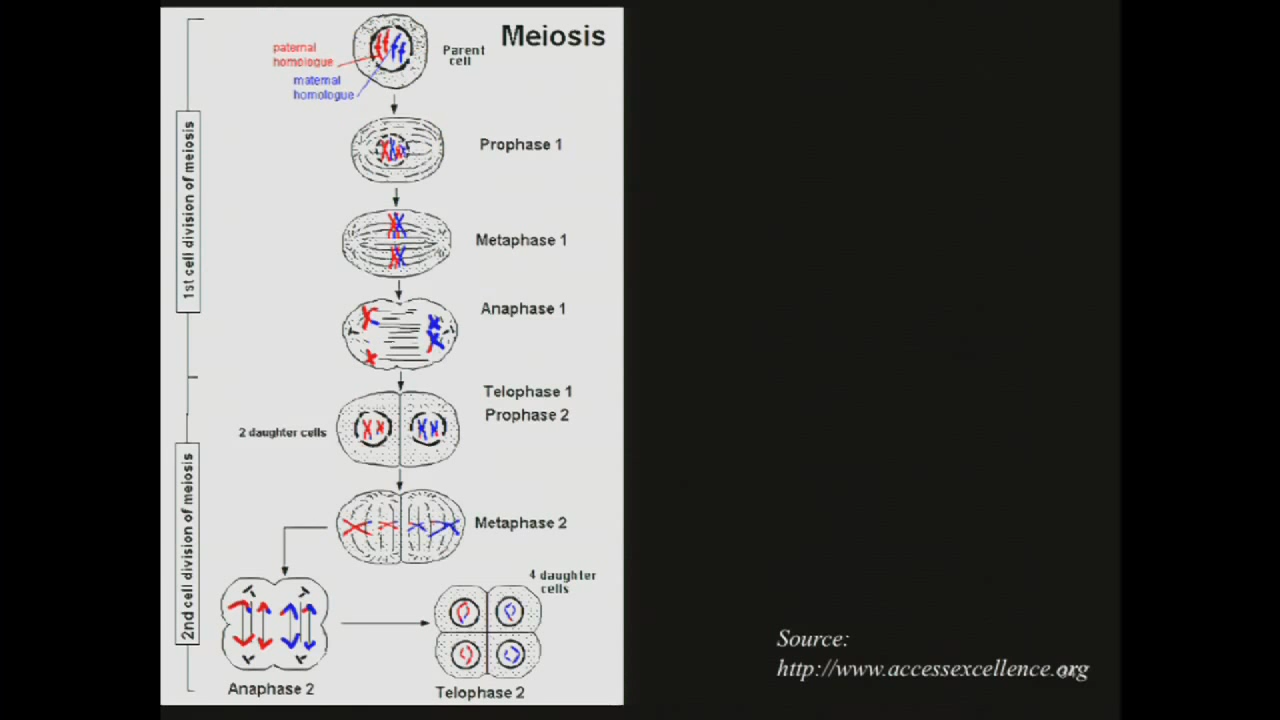 Meiosis
paternal
homologue
maternal
homologue
Parent
cell
1st cell division of meiosis
Prophase 1
Metaphase 1
Anaphase 1
Telophase 1
Prophase 2
2 daughter cells
2nd cell division of meiosis
Metaphase 2
4 daughter
cells
Anaphase 2
Telophase 2
Source:
http://www.accessexcellence.org